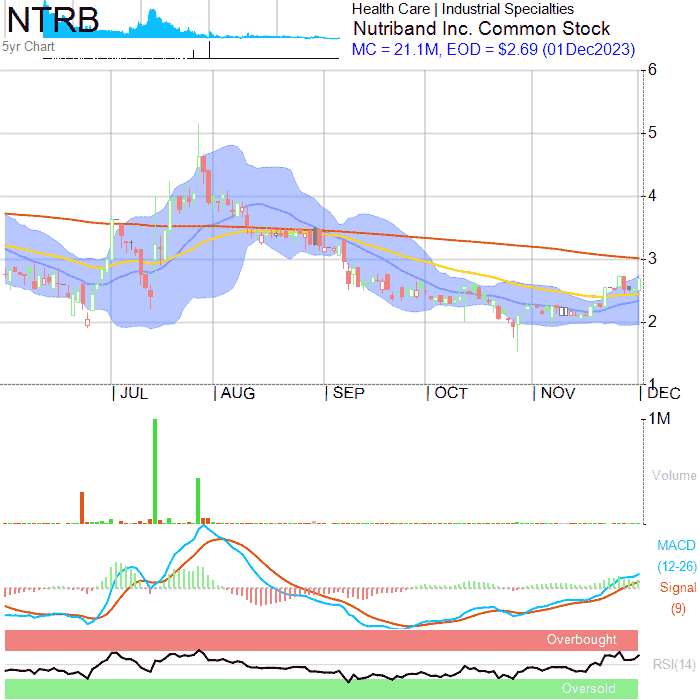 NTRB
5yr Chart
Health Care | Industrial Specialties
Nutriband Inc. Common Stock
MC = 21.1M, EOD = $2.69 (01Dec2023)
6
5
4
3
2
1
| JUL | AUG | SEP | OCT | NOV | DEC
1M
Volume
MACD
(12-26)
Signal
(9)
Overbought
RSI(14)
Oversold